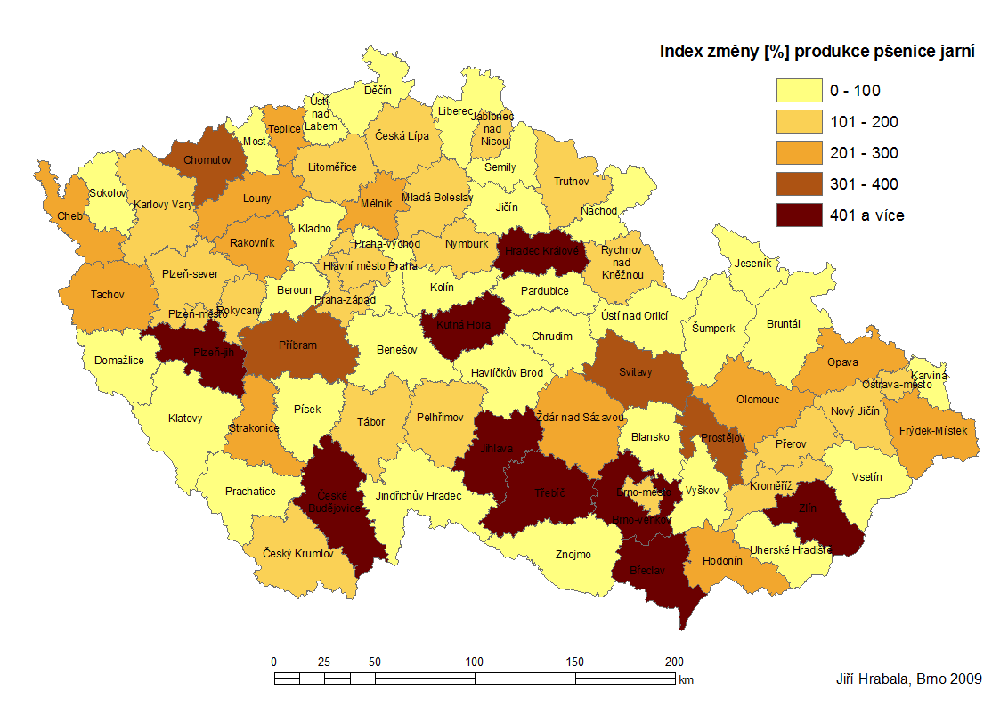 Index změny [%] produkce pšenice jarní
0 - 100
101 - 200
201 - 300
301 - 400
401 a více
Děčín
Ústí
nad
Labem
Liberec
Jablonec
nad
Nisou
Teplice
Most
Česká Lípa
Chomutov
Litoměřice
Semily
Trutnov
Sokolov
Cheb
Karlovy Vary
Louny
Mělník
Mladá Boleslav
Jičín
Náchod
Kladno
Rakovník
Praha-východ
Nymburk
Hradec Králové
Rychnov
nad
Kněžnou
Jeseník
Hlavní město Praha
Plzeň-sever
Tachov
Beroun
Kolín
Pardubice
Praha-západ
Rokycany
Plzeň-město
Ústí nad Orlicí
Šumperk
Bruntál
Kutná Hora
Chrudim
Příbram
Benešov
Plzeň-jih
Domažlice
Havlíčkův Brod
Svitavy
Opava
Karviná
Ostrava-město
Klatovy
Písek
Tábor
Pelhřimov
Žďár nad Sázavou
Olomouc
Nový Jičín
Strakonice
Frýdek-Místek
Blansko
Prostějov
Přerov
Jihlava
Vsetín
Prachatice
České
Budějovice
Jindřichův Hradec
Třebíč
Brno-město
Vyškov
Kroměříž
Zlín
Brno-venkov
Český Krumlov
Znojmo
Břeclav
Hodonín
Uherské Hradiště
0 25 50 100 150 200
km
Jiří Hrabala, Brno 2009